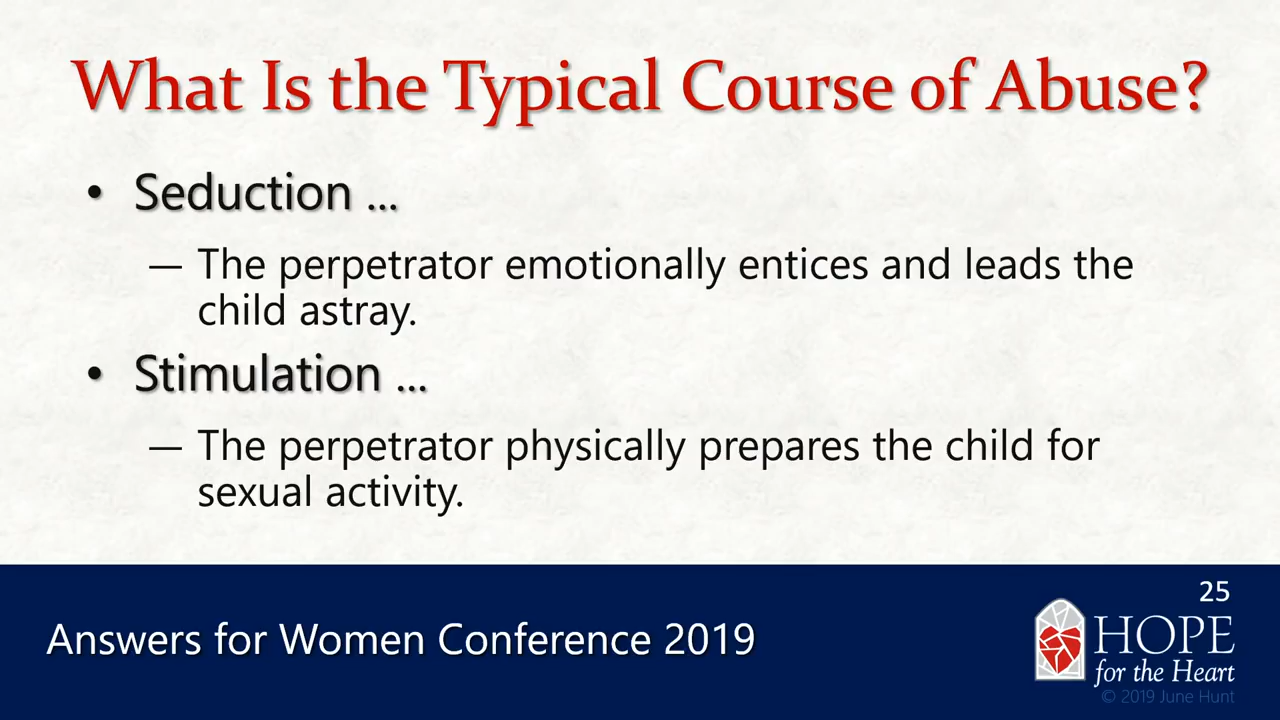 What Is the Typical Course of Abuse?
• Seduction ...
— The perpetrator emotionally entices and leads the
child astray.
• Stimulation ...
— The perpetrator physically prepares the child for
sexual activity.
25
Answers for Women Conference 2019
HOPE
for the Heart
© 2019 June Hunt